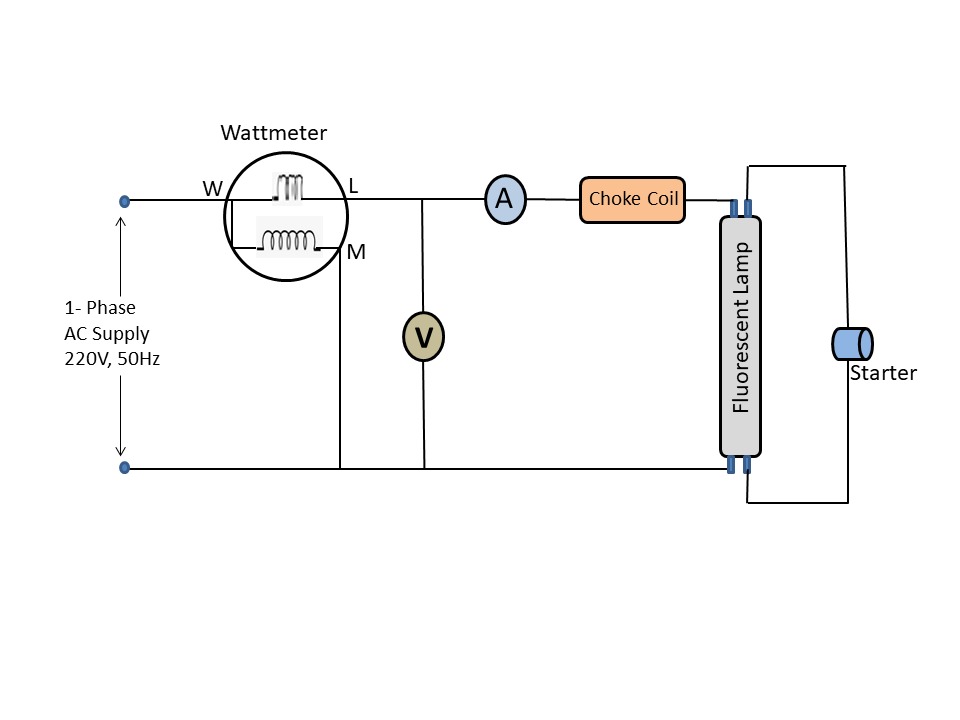 Wattmeter
W
L
M
A
Choke Coil
V
1- Phase
AC Supply
220V, 50Hz
Fluorescent Lamp
Starter